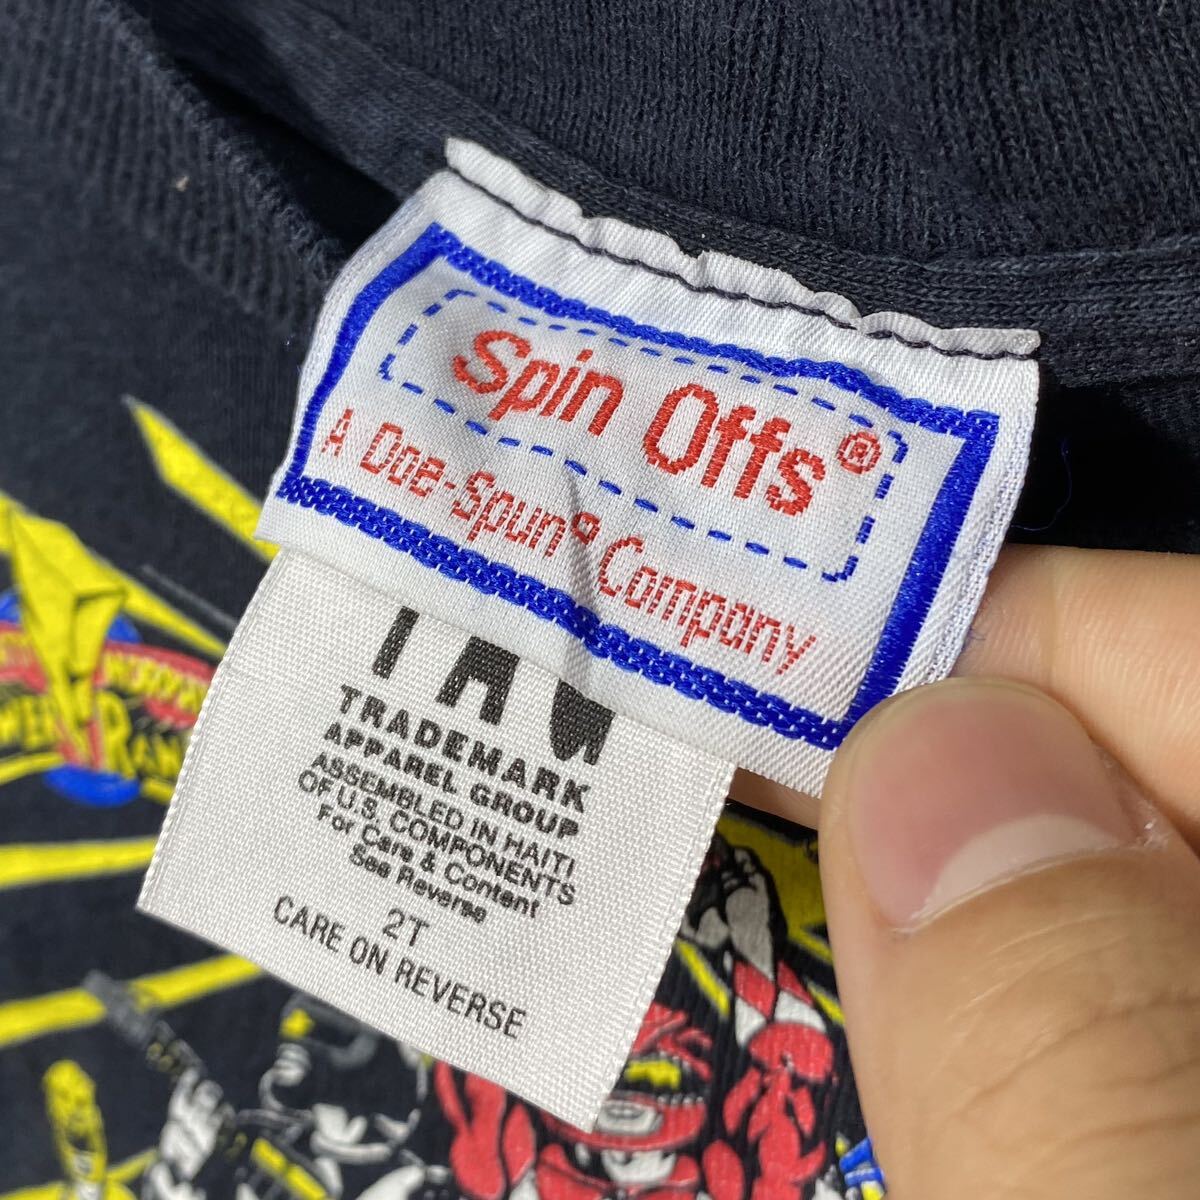 Spin Offs®
A Doe-Spun® Company
TAG
TRADEMARK
APPAREL GROUP
ASSEMBLED IN HAITI
OF U.S. COMPONENTS
For Care & Content
See Reverse
2T
CARE ON REVERSE